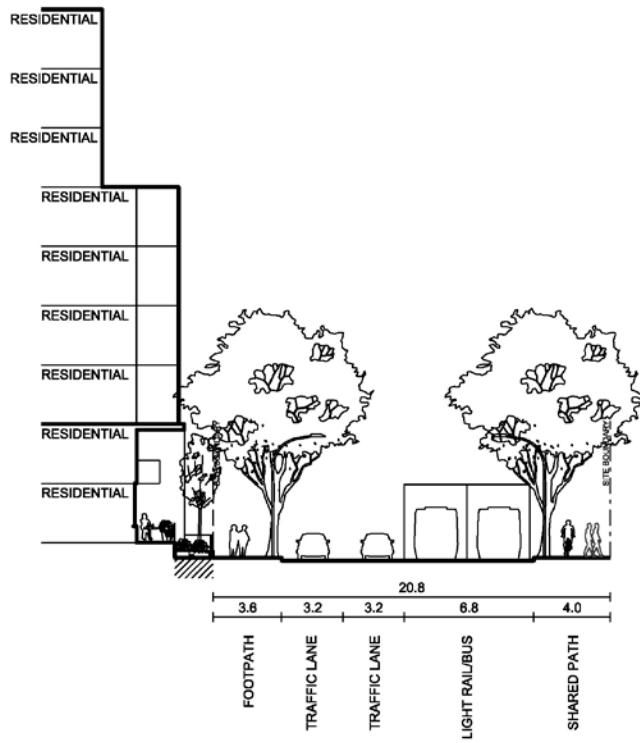 RESIDENTIAL
RESIDENTIAL
RESIDENTIAL
RESIDENTIAL
RESIDENTIAL
RESIDENTIAL
RESIDENTIAL
RESIDENTIAL
RESIDENTIAL
SITE BOUNDARY
20.8
3.6 3.2 3.2 6.8 4.0
FOOTPATH
TRAFFIC LANE
TRAFFIC LANE
LIGHT RAIL/BUS
SHARED PATH